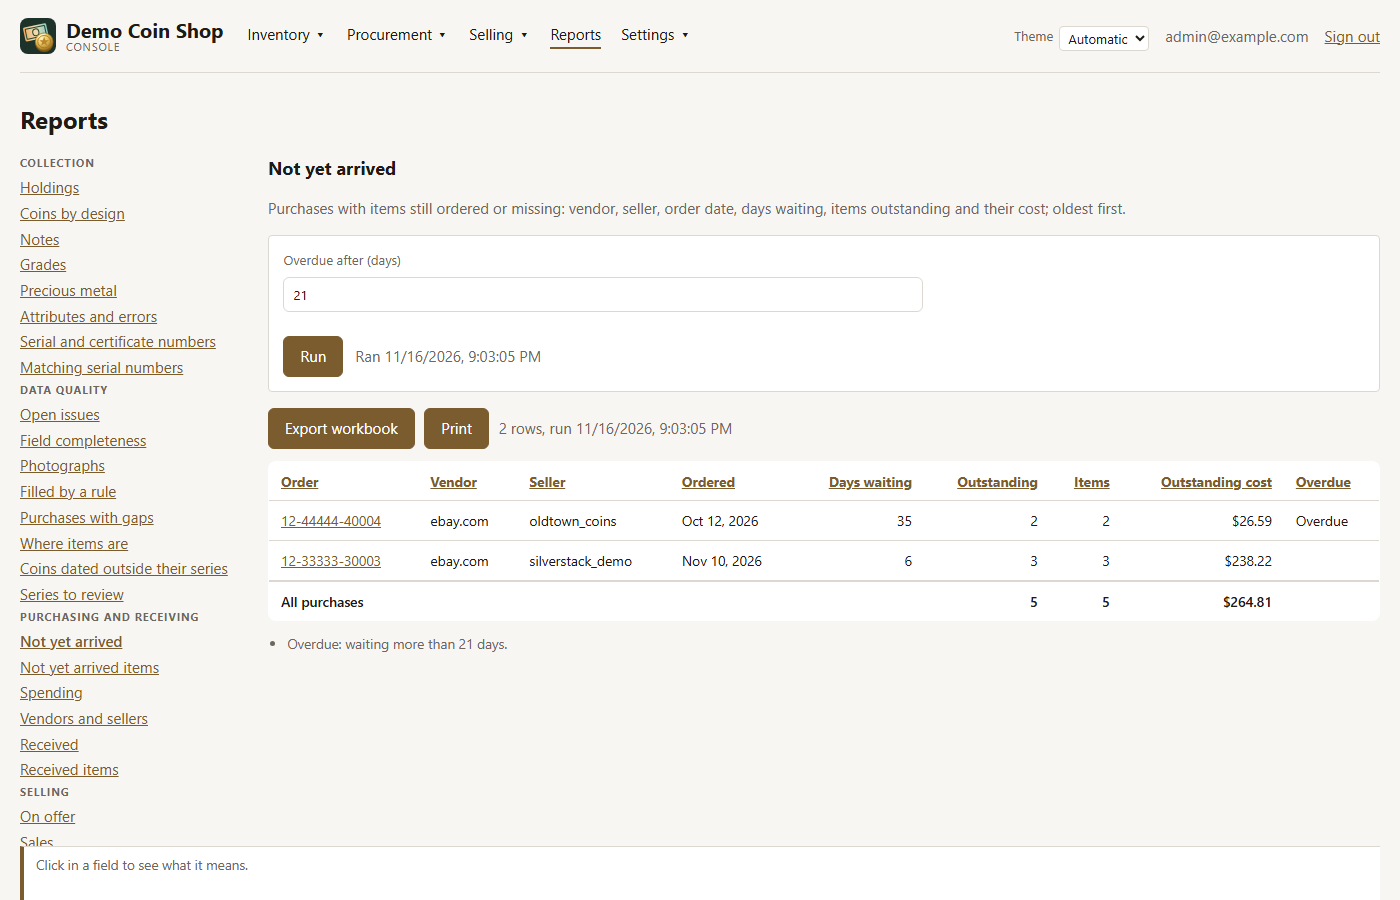 Demo Coin Shop
CONSOLE
Inventory ▼ Procurement ▼ Selling ▼ Reports Settings ▼
Theme Automatic admin@example.com Sign out
Reports
COLLECTION
Holdings
Coins by design
Notes
Grades
Precious metal
Attributes and errors
Serial and certificate numbers
Matching serial numbers
DATA QUALITY
Open issues
Field completeness
Photographs
Filled by a rule
Purchases with gaps
Where items are
Coins dated outside their series
Series to review
PURCHASING AND RECEIVING
Not yet arrived
Not yet arrived items
Spending
Vendors and sellers
Received
Received items
SELLING
On offer
Sales
Not yet arrived
Purchases with items still ordered or missing: vendor, seller, order date, days waiting, items outstanding and their cost; oldest first.
Overdue after (days)
21
Run Ran 11/16/2026, 9:03:05 PM
Export workbook Print 2 rows, run 11/16/2026, 9:03:05 PM
Order Vendor Seller Ordered Days waiting Outstanding Items Outstanding cost Overdue
12-44444-40004 ebay.com oldtown_coins Oct 12, 2026 35 2 2 $26.59 Overdue
12-33333-30003 ebay.com silverstack_demo Nov 10, 2026 6 3 3 $238.22
All purchases 5 5 $264.81
• Overdue: waiting more than 21 days.
Click in a field to see what it means.